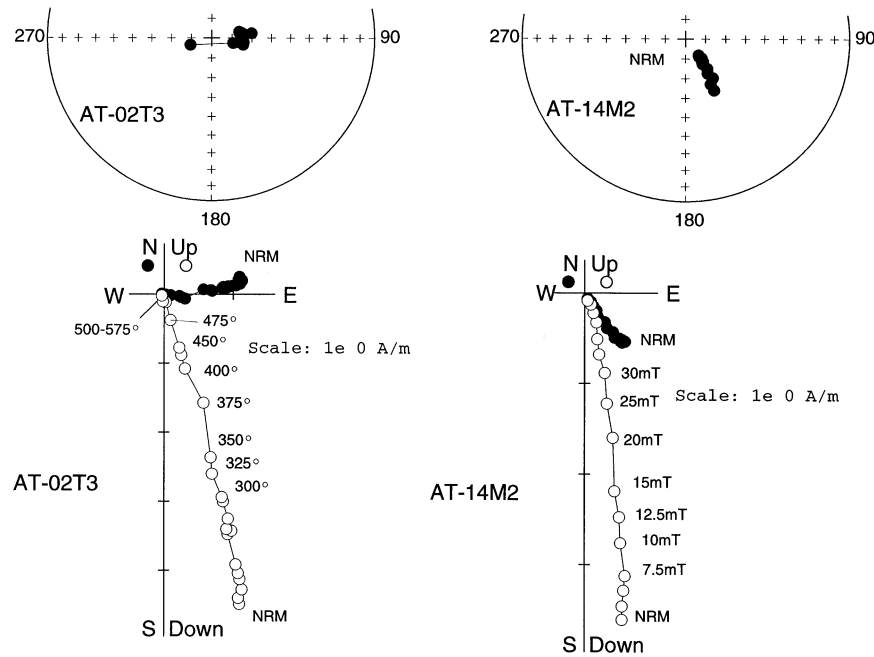 270 90
AT-02T3
180
270 90
NRM
AT-14M2
180
N Up
NRM
W E
500-575°
475°
450°
Scale: 1e 0 A/m
400°
375°
350°
325°
300°
AT-02T3
NRM
S Down
N Up
W E
NRM
30mT
25mT
Scale: 1e 0 A/m
20mT
15mT
AT-14M2
12.5mT
10mT
7.5mT
NRM
S Down